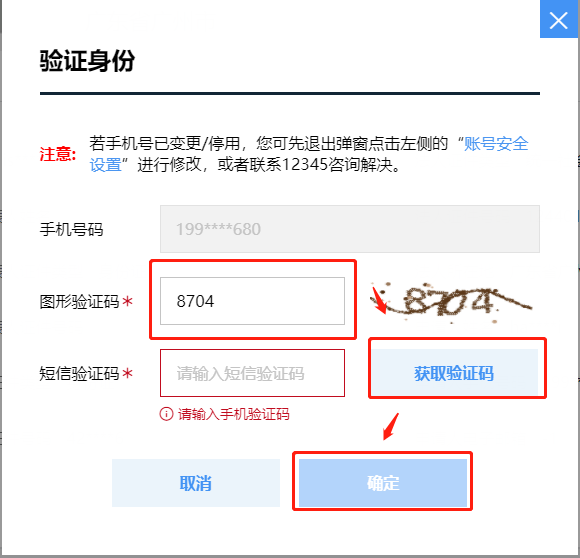 验证身份
注意:
若手机号已变更/停用，您可先退出弹窗点击左侧的“账号安全
设置”进行修改，或者联系12345咨询解决。
手机号码
199****680
图形验证码*
8704
8704
短信验证码*
请输入短信验证码
获取验证码
请输入手机验证码
取消
确定